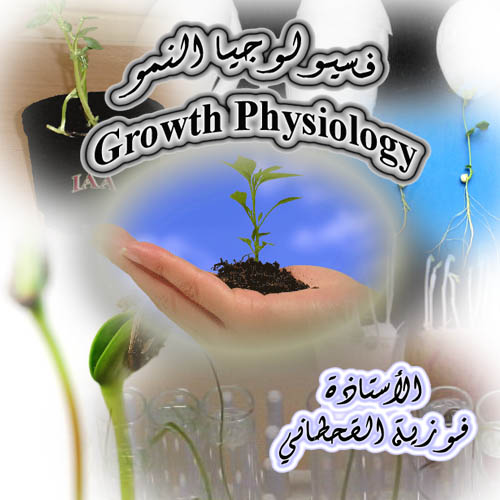 فسيولوجيا النمو
Growth Physiology
IAA
الأستاذة
فوزية القحطاني